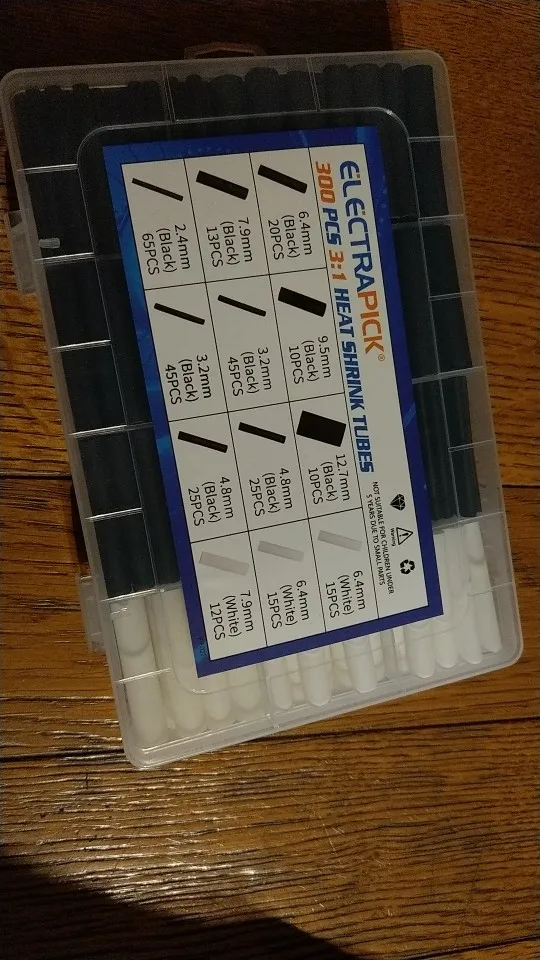 ELECTRAPICK®
300 PCS 3:1 HEAT SHRINK TUBES
Warning
NOT SUITABLE FOR CHILDREN UNDER
5 YEARS DUE TO SMALL PARTS
6.4mm
(Black)
20PCS
9.5mm
(Black)
10PCS
12.7mm
(Black)
10PCS
6.4mm
(White)
15PCS
7.9mm
(Black)
13PCS
3.2mm
(Black)
45PCS
4.8mm
(Black)
25PCS
6.4mm
(White)
15PCS
2.4mm
(Black)
65PCS
3.2mm
(Black)
45PCS
4.8mm
(Black)
25PCS
7.9mm
(White)
12PCS